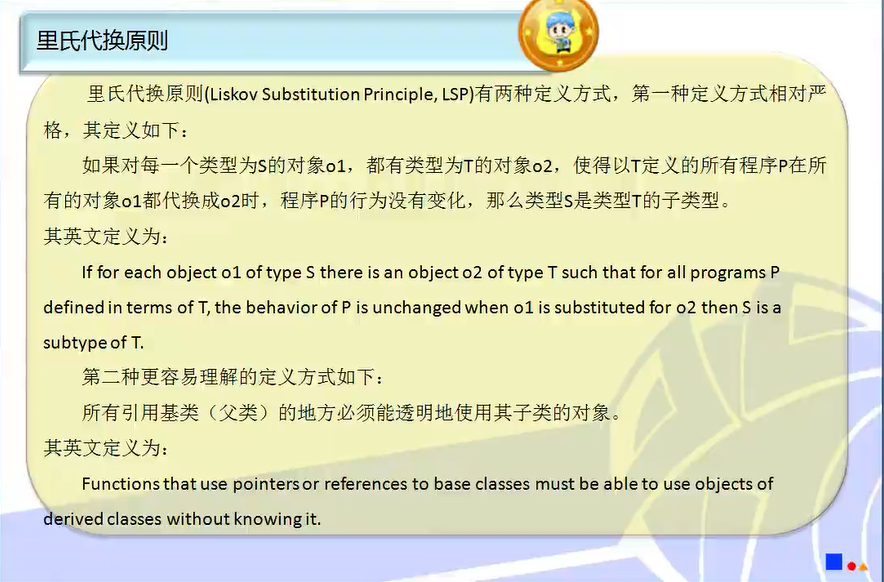 里氏代换原则
里氏代换原则(Liskov Substitution Principle, LSP)有两种定义方式，第一种定义方式相对严
格，其定义如下：
如果对每一个类型为S的对象o1，都有类型为T的对象o2，使得以T定义的所有程序P在所
有的对象o1都代换成o2时，程序P的行为没有变化，那么类型S是类型T的子类型。
其英文定义为：
If for each object o1 of type S there is an object o2 of type T such that for all programs P
defined in terms of T, the behavior of P is unchanged when o1 is substituted for o2 then S is a
subtype of T.
第二种更容易理解的定义方式如下：
所有引用基类（父类）的地方必须能透明地使用其子类的对象。
其英文定义为：
Functions that use pointers or references to base classes must be able to use objects of
derived classes without knowing it.